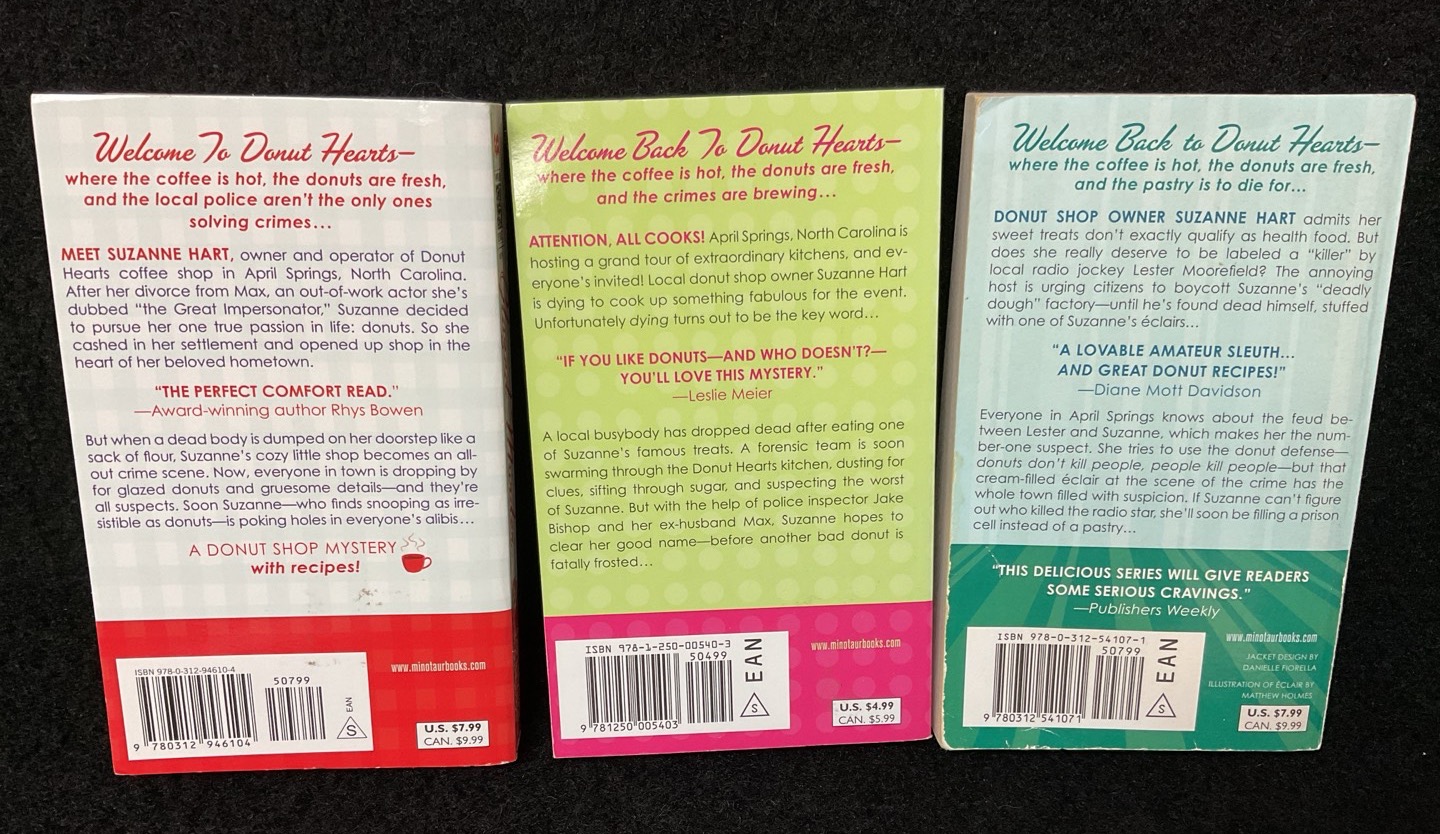 Welcome To Donut Hearts—
where the coffee is hot, the donuts are fresh,
and the local police aren't the only ones
solving crimes...
MEET SUZANNE HART, owner and operator of Donut
Hearts coffee shop in April Springs, North Carolina.
After her divorce from Max, an out-of-work actor she's
dubbed "the Great Impersonator," Suzanne decided
to pursue her one true passion in life: donuts. So she
cashed in her settlement and opened up shop in the
heart of her beloved hometown.
"THE PERFECT COMFORT READ."
—Award-winning author Rhys Bowen
But when a dead body is dumped on her doorstep like a
sack of flour, Suzanne's cozy little shop becomes an all-
out crime scene. Now, everyone in town is dropping by
for glazed donuts and gruesome details—and they're
all suspects. Soon Suzanne—who finds snooping as irre-
sistible as donuts—is poking holes in everyone's alibis...
A DONUT SHOP MYSTERY
with recipes!
ISBN 978-0-312-94610-4
50799
9 780312 946104
S
EAN
www.minotaurbooks.com
U.S. $7.99
CAN. $9.99
Welcome Back To Donut Hearts—
where the coffee is hot, the donuts are fresh,
and the crimes are brewing...
ATTENTION, ALL COOKS! April Springs, North Carolina is
hosting a grand tour of extraordinary kitchens, and ev-
eryone's invited! Local donut shop owner Suzanne Hart
is dying to cook up something fabulous for the event.
Unfortunately dying turns out to be the key word...
"IF YOU LIKE DONUTS—AND WHO DOESN'T?—
YOU'LL LOVE THIS MYSTERY."
—Leslie Meier
A local busybody has dropped dead after eating one
of Suzanne's famous treats. A forensic team is soon
swarming through the Donut Hearts kitchen, dusting for
clues, sifting through sugar, and suspecting the worst
of Suzanne. But with the help of police inspector Jake
Bishop and her ex-husband Max, Suzanne hopes to
clear her good name—before another bad donut is
fatally frosted...
ISBN 978-1-250-00540-3
50499
9 781250 005403
EAN
S
www.minotaurbooks.com
U.S. $4.99
CAN. $5.99
Welcome Back to Donut Hearts—
where the coffee is hot, the donuts are fresh,
and the pastry is to die for...
DONUT SHOP OWNER SUZANNE HART admits her
sweet treats don't exactly qualify as health food. But
does she really deserve to be labeled a "killer" by
local radio jockey Lester Moorefield? The annoying
host is urging citizens to boycott Suzanne's "deadly
dough" factory—until he's found dead himself, stuffed
with one of Suzanne's éclairs...
"A LOVABLE AMATEUR SLEUTH...
AND GREAT DONUT RECIPES!"
—Diane Mott Davidson
Everyone in April Springs knows about the feud be-
tween Lester and Suzanne, which makes her the num-
ber-one suspect. She tries to use the donut defense—
donuts don't kill people, people kill people—but that
cream-filled éclair at the scene of the crime has the
whole town filled with suspicion. If Suzanne can't figure
out who killed the radio star, she'll soon be filling a prison
cell instead of a pastry...
"THIS DELICIOUS SERIES WILL GIVE READERS
SOME SERIOUS CRAVINGS."
—Publishers Weekly
ISBN 978-0-312-54107-1
50799
9 780312 541071
EAN
S
www.minotaurbooks.com
JACKET DESIGN BY
DANIELLE FIORELLA
ILLUSTRATION OF ÉCLAIR BY
MATTHEW HOLMES
U.S. $7.99
CAN. $9.99